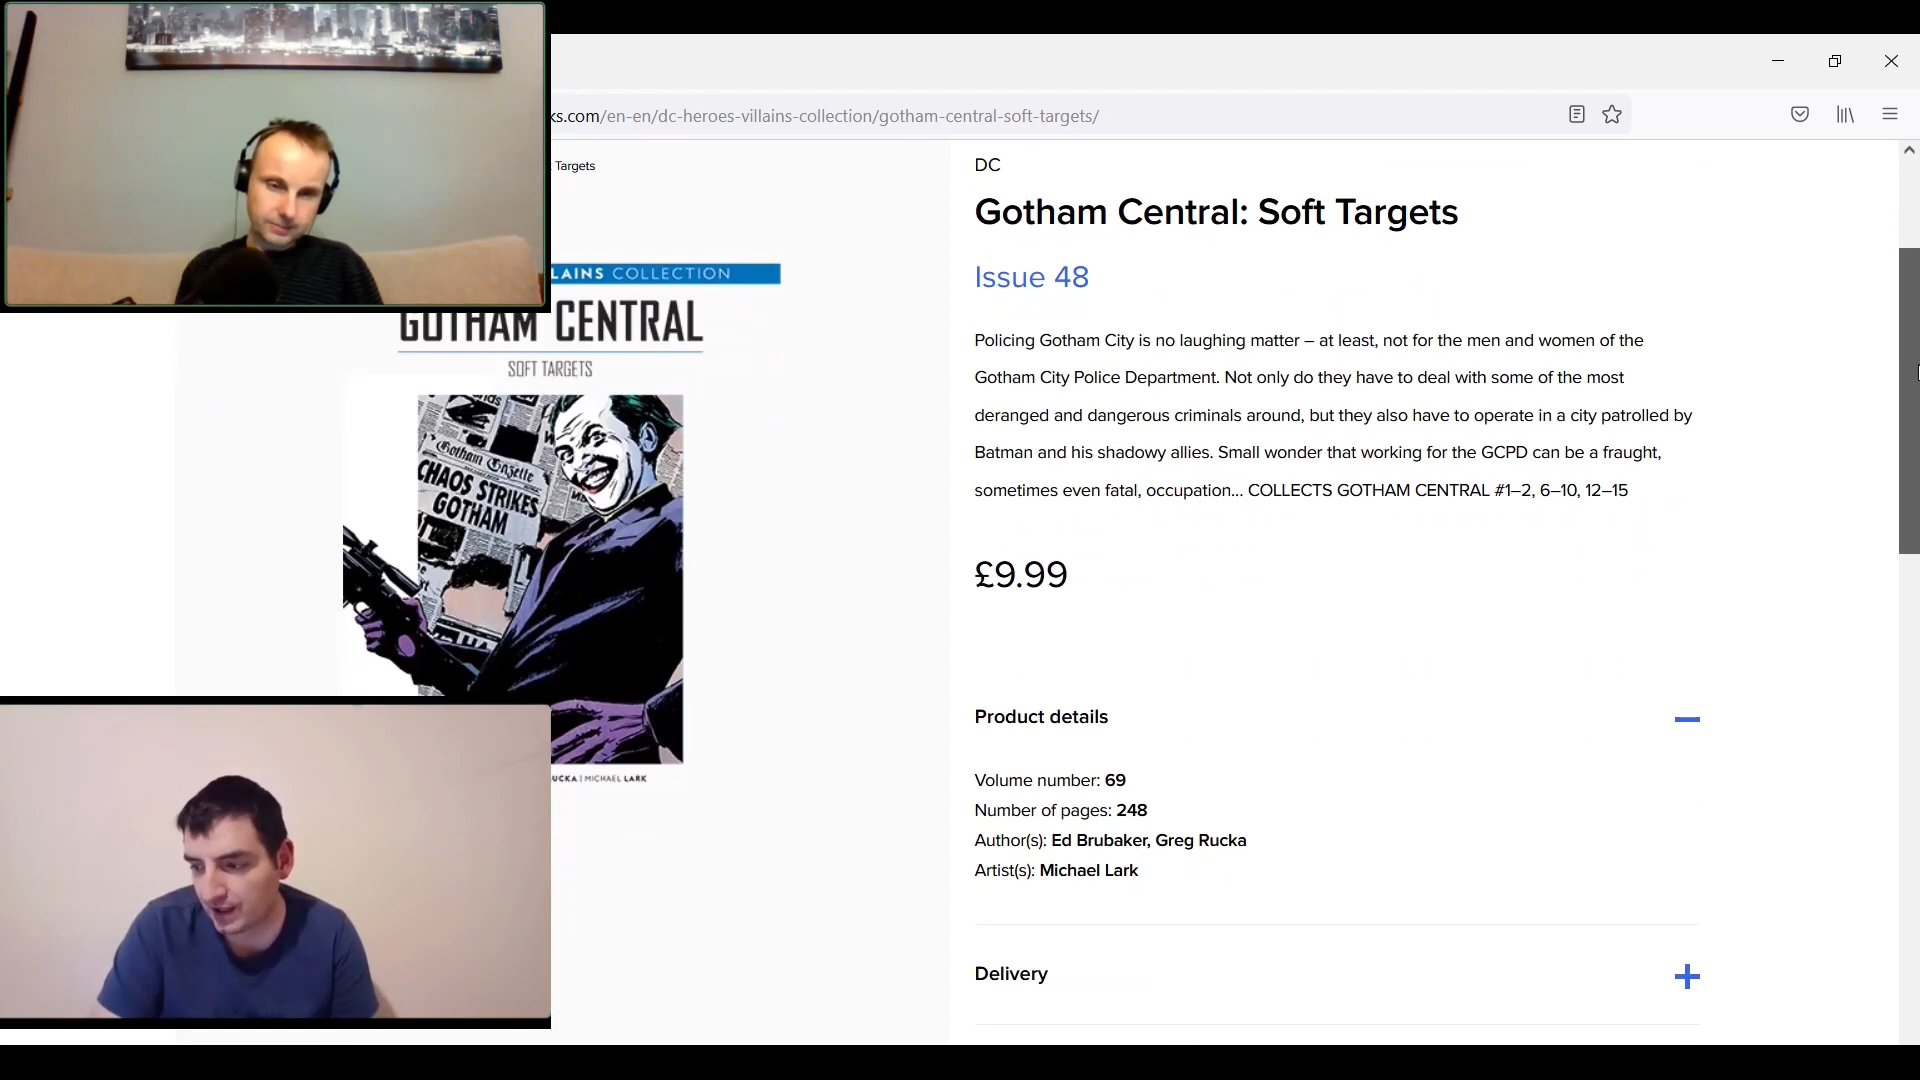 ks.com/en-en/dc-heroes-villains-collection/gotham-central-soft-targets/
Targets
LAINS COLLECTION
GOTHAM CENTRAL
SOFT TARGETS
Gotham Gazette
CHAOS STRIKES
GOTHAM
UCKA | MICHAEL LARK
DC
Gotham Central: Soft Targets
Issue 48
Policing Gotham City is no laughing matter – at least, not for the men and women of the
Gotham City Police Department. Not only do they have to deal with some of the most
deranged and dangerous criminals around, but they also have to operate in a city patrolled by
Batman and his shadowy allies. Small wonder that working for the GCPD can be a fraught,
sometimes even fatal, occupation... COLLECTS GOTHAM CENTRAL #1–2, 6–10, 12–15
£9.99
Product details
Volume number: 69
Number of pages: 248
Author(s): Ed Brubaker, Greg Rucka
Artist(s): Michael Lark
Delivery